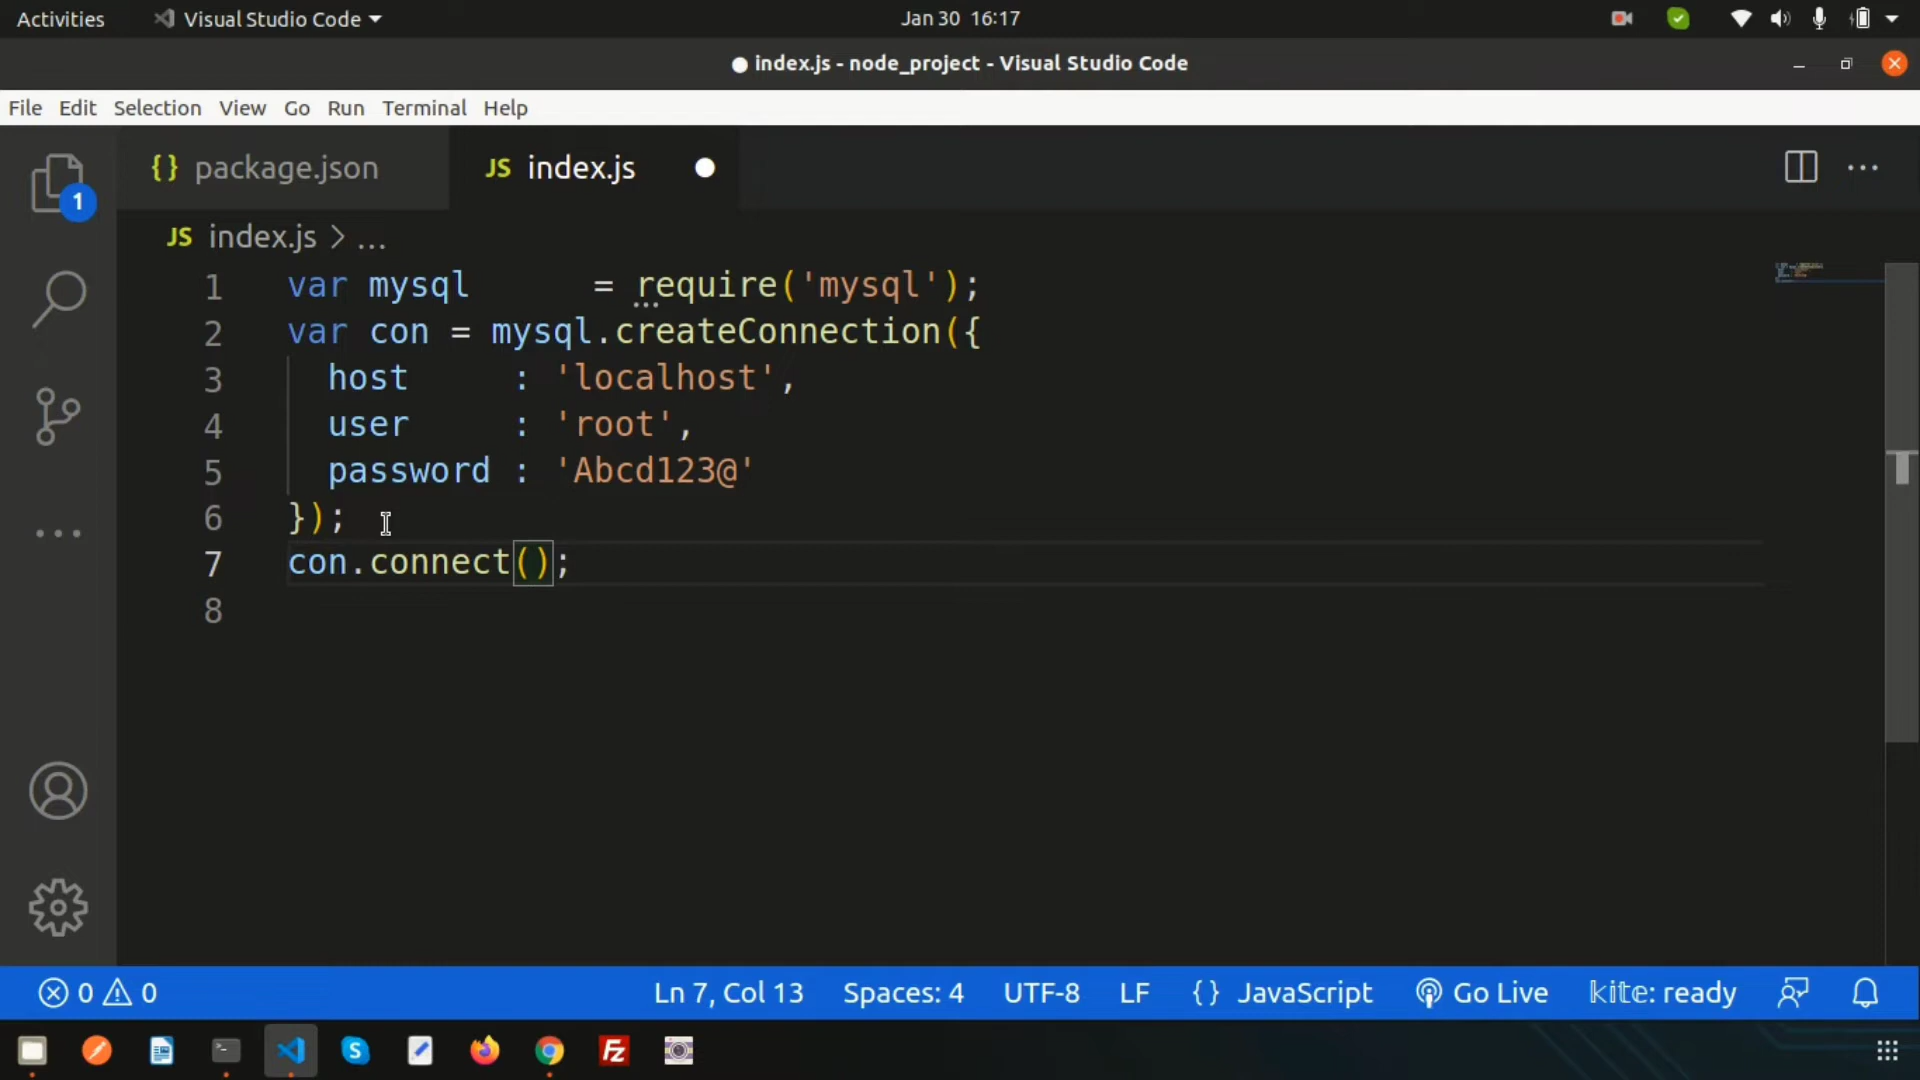 Activities
Visual Studio Code
Jan 30 16:17
index.js - node_project - Visual Studio Code
File Edit Selection View Go Run Terminal Help
1
{} package.json
JS index.js
JS index.js > ...
1 var mysql      = require('mysql');
2 var con = mysql.createConnection({
3   host     : 'localhost',
4   user     : 'root',
5   password : 'Abcd123@'
6 });
7 con.connect();
8
0 0
Ln 7, Col 13
Spaces: 4
UTF-8
LF
{} JavaScript
Go Live
kite: ready
>_
S
Fz